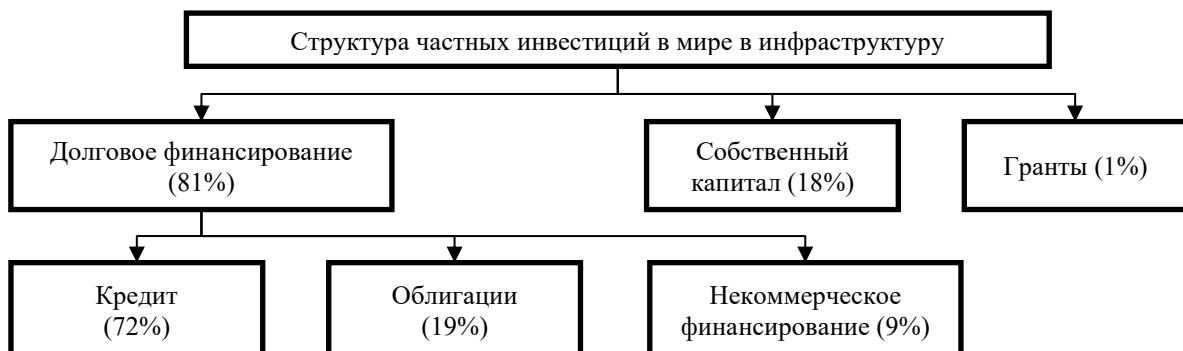 Структура частных инвестиций в мире в инфраструктуру
Долговое финансирование
(81%)
Собственный
капитал (18%)
Гранты (1%)
Кредит
(72%)
Облигации
(19%)
Некоммерческое
финансирование (9%)